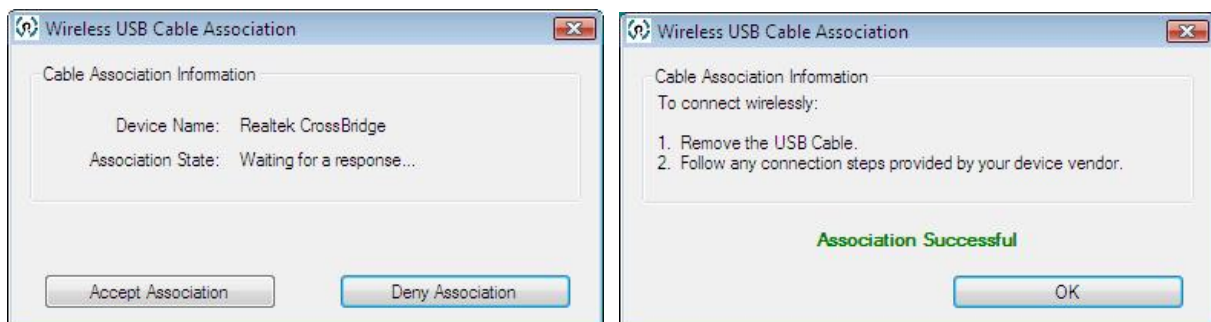 Wireless USB Cable Association
Cable Association Information
Device Name: Realtek CrossBridge
Association State: Waiting for a response...
Accept Association
Deny Association
Wireless USB Cable Association
Cable Association Information
To connect wirelessly:
1. Remove the USB Cable.
2. Follow any connection steps provided by your device vendor.
Association Successful
OK